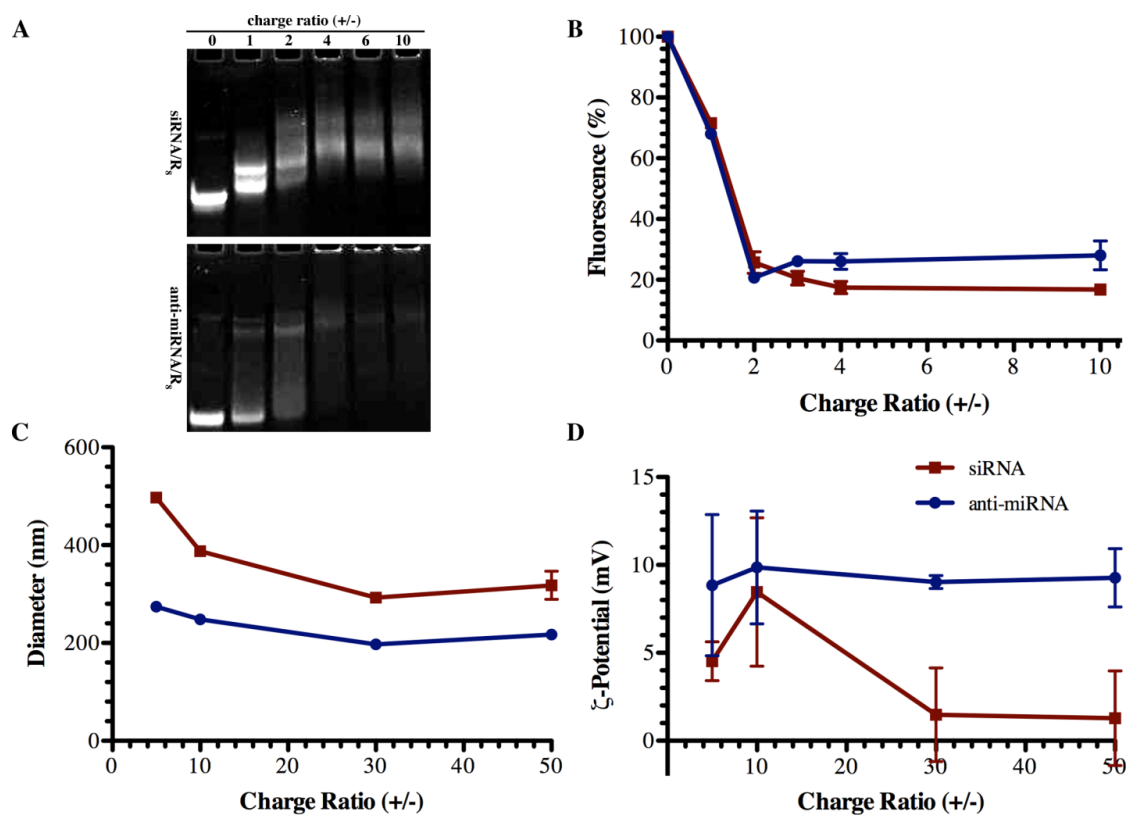 A
charge ratio (+/-)
0 1 2 4 6 10
siRNA/R8
anti-miRNA/R8
B
100
80
60
40
20
0
Fluorescence (%)
0 2 4 6 8 10
Charge Ratio (+/-)
C
600
400
200
0
Diameter (nm)
0 10 20 30 40 50
Charge Ratio (+/-)
D
siRNA
anti-miRNA
15
10
5
0
ζ-Potential (mV)
0 10 20 30 40 50
Charge Ratio (+/-)